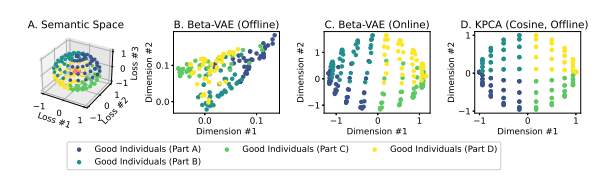 A. Semantic Space
1
0
−1
Loss #3
−1
0
1
Loss #1
−1
0
1
Loss #2
B. Beta-VAE (Offline)
Dimension #2
0.1
0.0
0.0
0.1
Dimension #1
C. Beta-VAE (Online)
Dimension #2
1
0
−1
−1
0
1
Dimension #1
D. KPCA (Cosine, Offline)
Dimension #2
1
0
−1
−1
0
1
Dimension #1
Good Individuals (Part A)
Good Individuals (Part B)
Good Individuals (Part C)
Good Individuals (Part D)